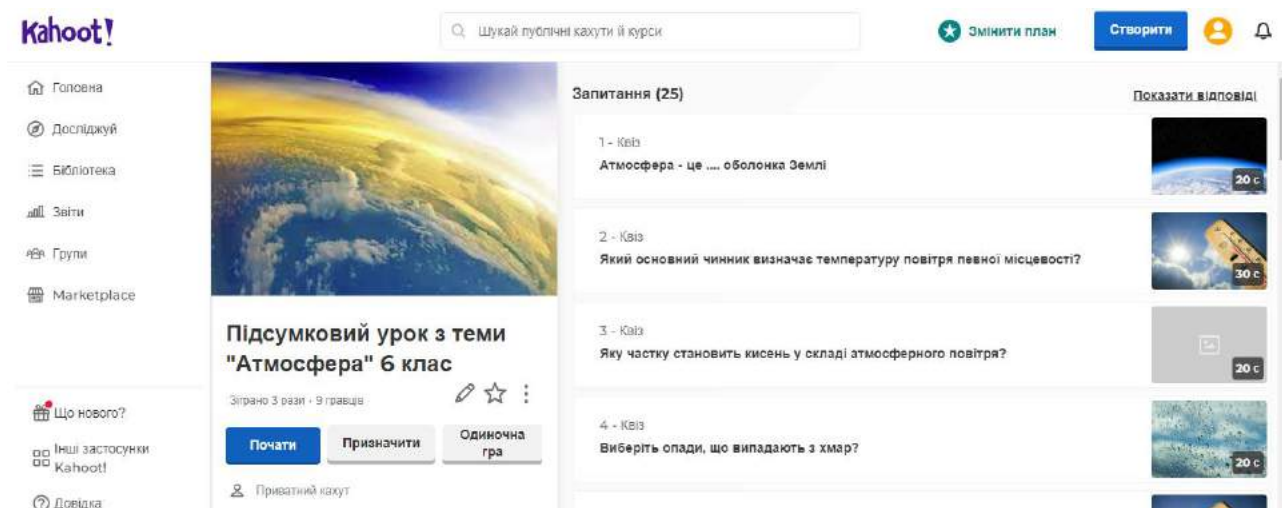 Kahoot!
Шукай публічні кахути й курси
Змінити план
Створити
Головна
Досліджуй
Бібліотека
Звіти
Групи
Marketplace
Що нового?
Інші застосунки
Kahoot!
Довідка
Підсумковий урок з теми
"Атмосфера" 6 клас
Зіграно 3 рази · 9 гравців
Почати
Призначити
Одиночна
гра
Приватний кахут
Запитання (25)
Показати відповіді
1 - Квіз
Атмосфера - це .... оболонка Землі
20 с
2 - Квіз
Який основний чинник визначає температуру повітря певної місцевості?
30 с
3 - Квіз
Яку частку становить кисень у складі атмосферного повітря?
20 с
4 - Квіз
Виберіть опади, що випадають з хмар?
20 с